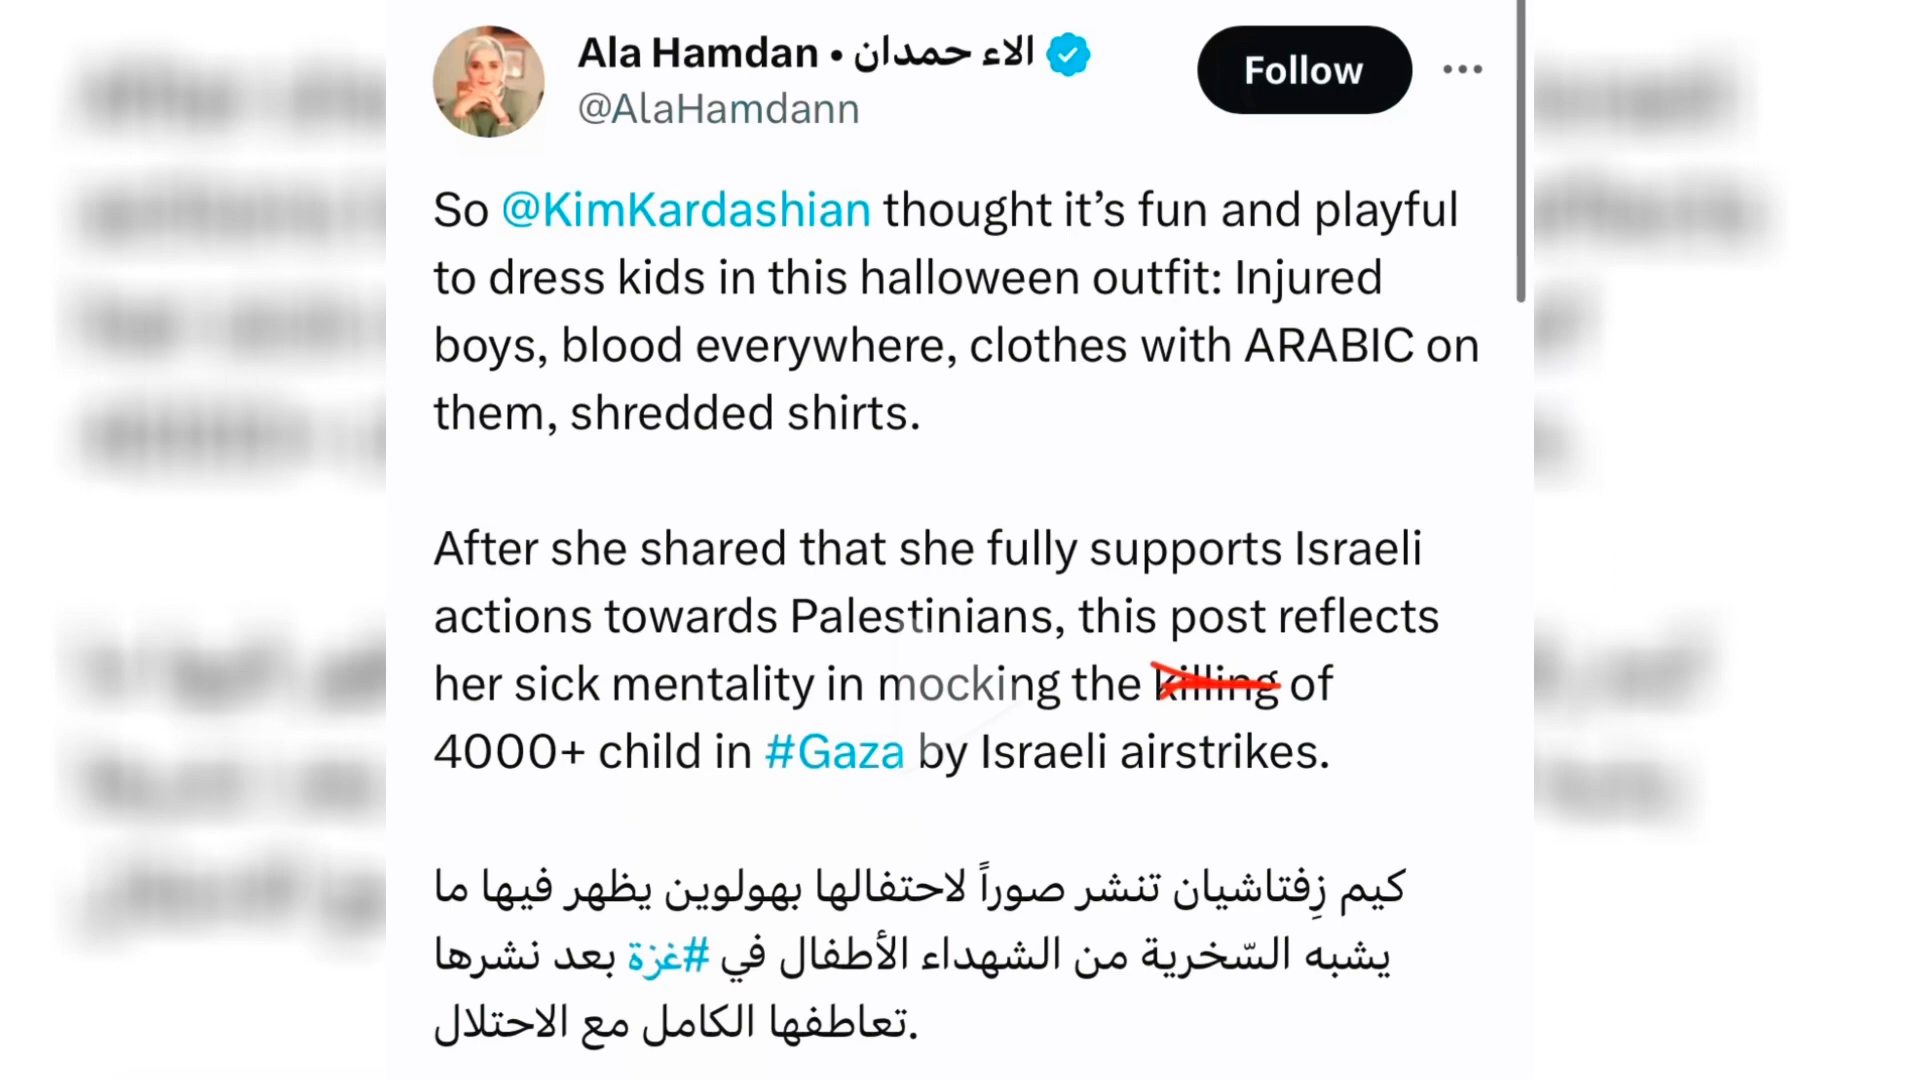 Ala Hamdan • الاء حمدان
Follow
@AlaHamdann
So @KimKardashian thought it’s fun and playful
to dress kids in this halloween outfit: Injured
boys, blood everywhere, clothes with ARABIC on
them, shredded shirts.
After she shared that she fully supports Israeli
actions towards Palestinians, this post reflects
her sick mentality in mocking the killing of
4000+ child in #Gaza by Israeli airstrikes.
كيم زِفتاشيان تنشر صوراً لاحتفالها بهولوين يظهر فيها ما
يشبه السّخرية من الشهداء الأطفال في #غزة بعد نشرها
تعاطفها الكامل مع الاحتلال.